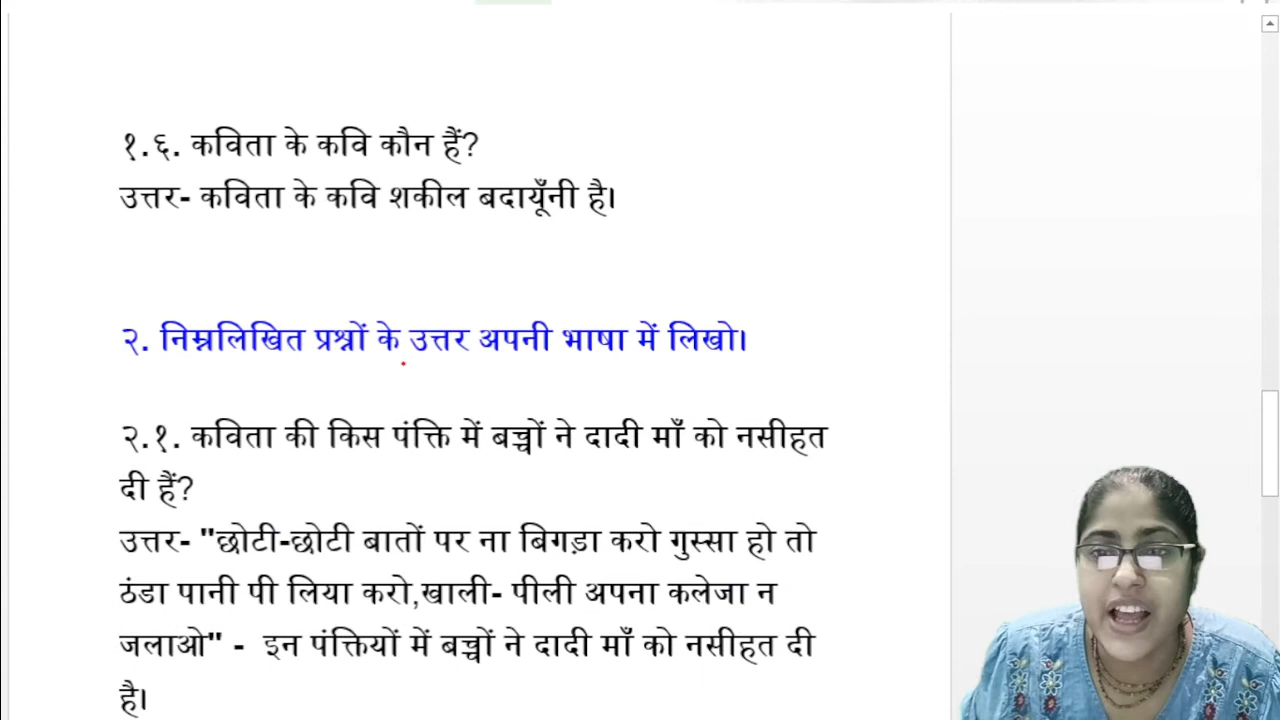 १.६. कविता के कवि कौन हैं?
उत्तर- कविता के कवि शकील बदायूँनी है।
२. निम्नलिखित प्रश्नों के उत्तर अपनी भाषा में लिखो।
२.१. कविता की किस पंक्ति में बच्चों ने दादी माँ को नसीहत
दी हैं?
उत्तर- "छोटी-छोटी बातों पर ना बिगड़ा करो गुस्सा हो तो
ठंडा पानी पी लिया करो,खाली- पीली अपना कलेजा न
जलाओ" - इन पंक्तियों में बच्चों ने दादी माँ को नसीहत दी
है।